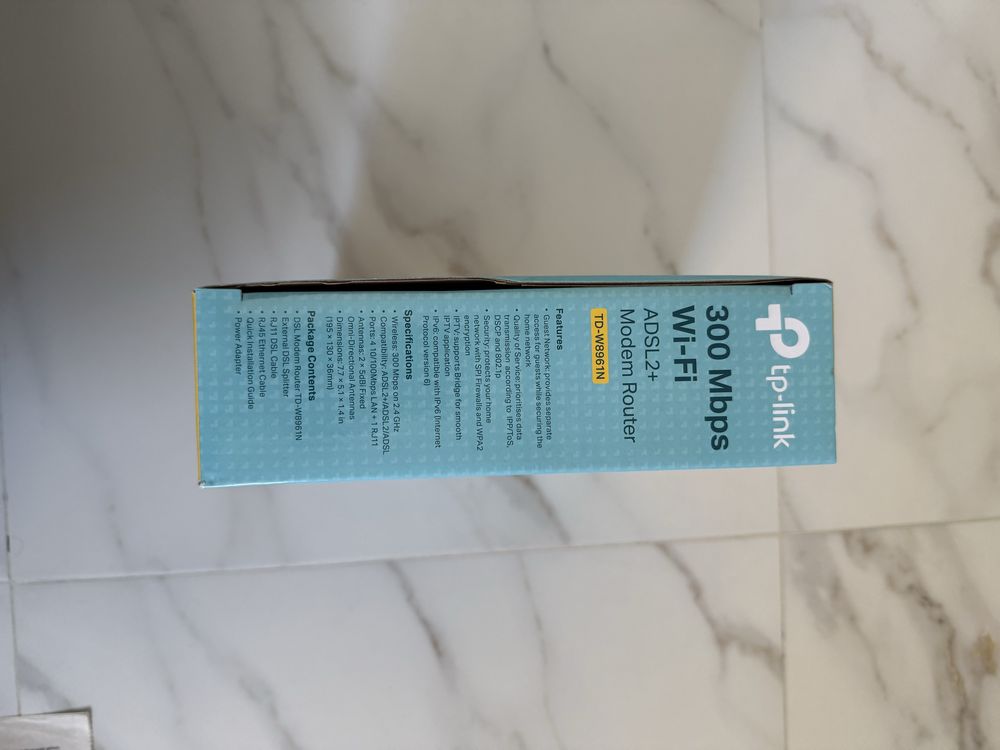 tp-link
300 Mbps
Wi-Fi
ADSL2+
Modem Router
TD-W8961N
Features
• Guest Network: provides separate
access for guests while securing the
home network
• Quality of Service: prioritises data
transmission according to IPP/ToS,
DSCP and 802.1p
• Security: protects your home
network with SPI Firewalls and WPA2
encryption
• IPTV supports Bridge for smooth
IPTV application
• IPv6: compatible with IPv6 (Internet
Protocol version 6)
Specifications
• Wireless: 300 Mbps on 2.4 GHz
• Compatibility: ADSL2+/ADSL2/ADSL
• Ports: 4 10/100Mbps LAN + 1 RJ11
• Antennas: 2 × 5dBi Fixed
Omni-Directional Antennas
• Dimensions: 7.7 × 5.1 × 1.4 in
(195 × 130 × 36mm)
Package Contents
• DSL Modem Router TD-W8961N
• External DSL Splitter
• RJ11 DSL Cable
• RJ45 Ethernet Cable
• Quick Installation Guide
• Power Adapter